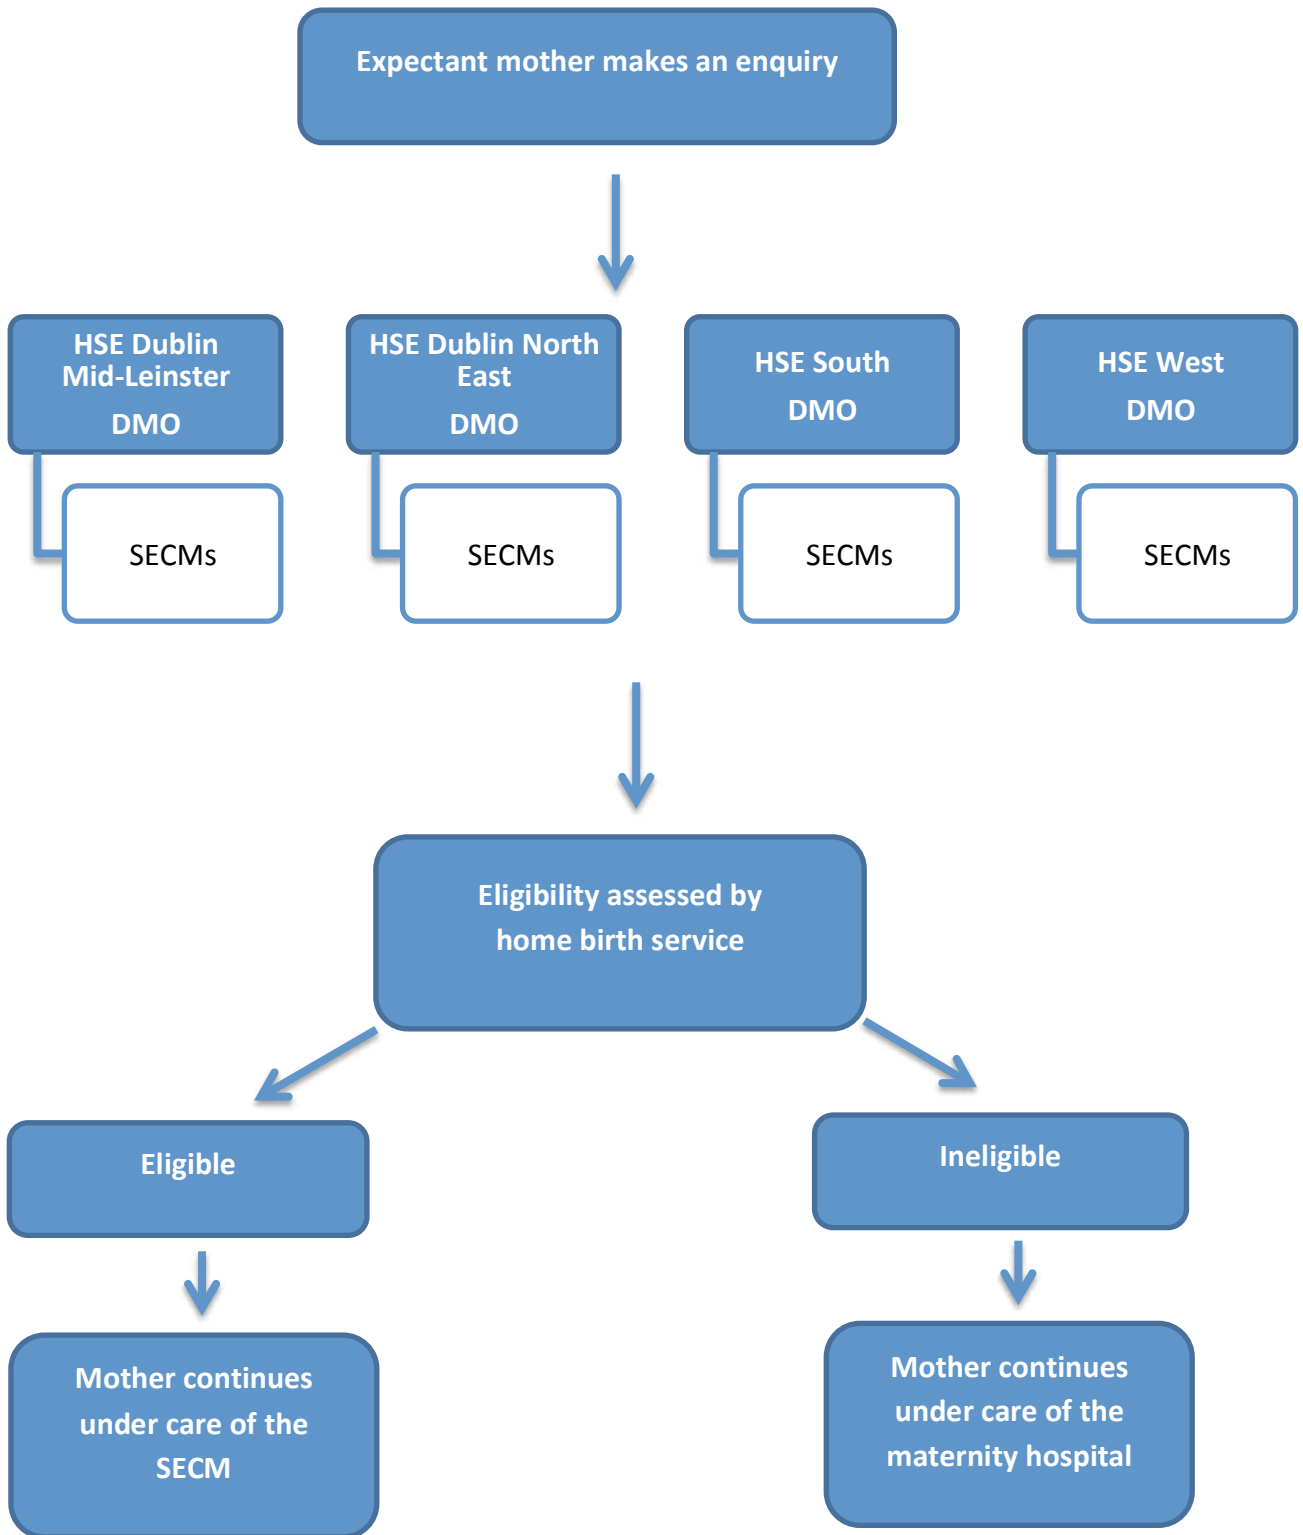 Expectant mother makes an enquiry
HSE Dublin
Mid-Leinster
DMO
HSE Dublin North
East
DMO
HSE South
DMO
HSE West
DMO
SECMs
SECMs
SECMs
SECMs
Eligibility assessed by
home birth service
Eligible
Ineligible
Mother continues
under care of the
SECM
Mother continues
under care of the
maternity hospital